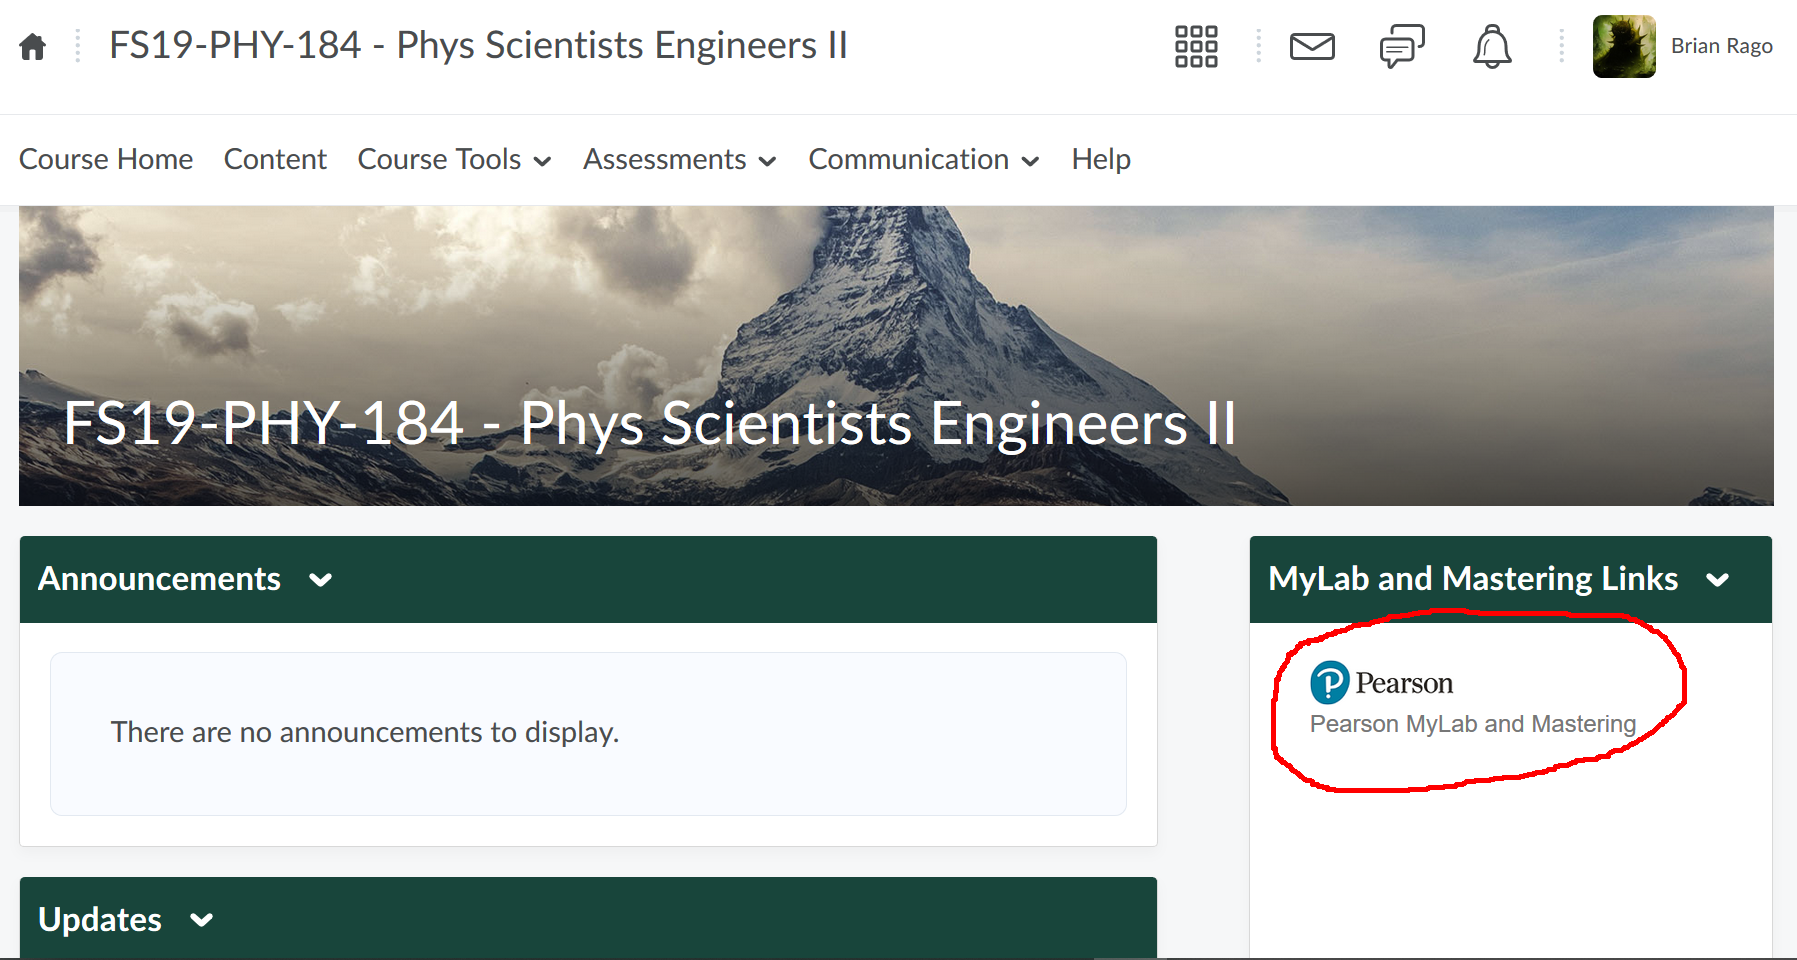 FS19-PHY-184 - Phys Scientists Engineers II
Brian Rago
Course Home Content Course Tools Assessments Communication Help
FS19-PHY-184 - Phys Scientists Engineers II
Announcements
There are no announcements to display.
Updates
MyLab and Mastering Links
Pearson
Pearson MyLab and Mastering